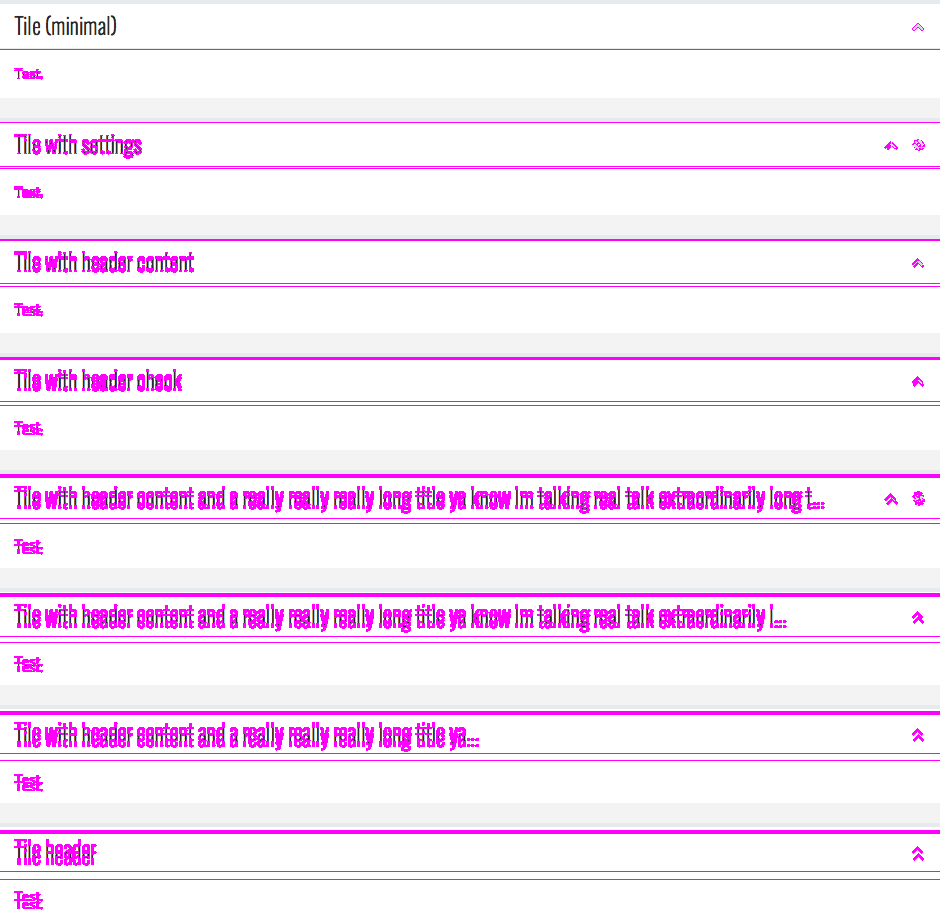 Tile (minimal)
Test.
Tile with settings
Test.
Tile with header content
Test.
Tile with header check
Test.
Tile with header content and a really really really long title ya know Im talking real talk extraordinarily long t...
Test.
Tile with header content and a really really really long title ya know Im talking real talk extraordinarily l...
Test.
Tile with header content and a really really really long title ya...
Test.
Tile header
Test.